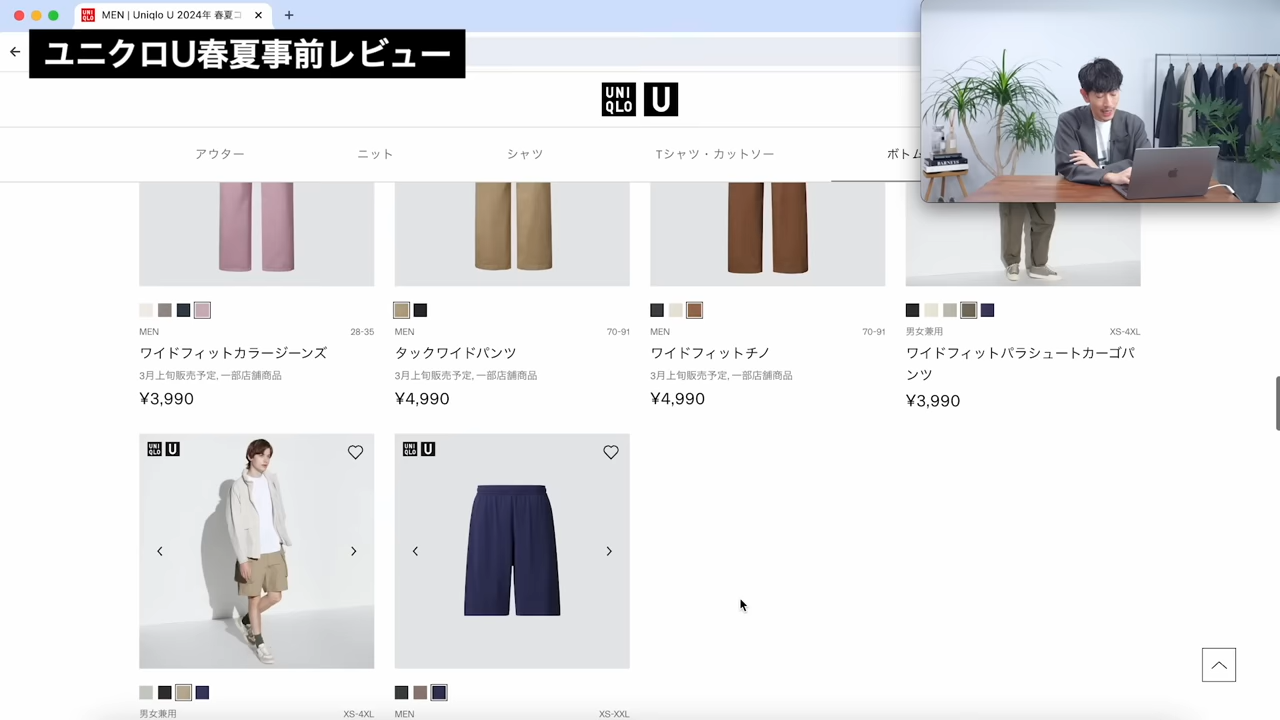 MEN | Uniqlo U 2024年 春夏コ
ユニクロU春夏事前レビュー
UNI
QLO
U
アウター
ニット
シャツ
Tシャツ・カットソー
ボトム
MEN
28-35
ワイドフィットカラージーンズ
3月上旬販売予定, 一部店舗商品
¥3,990
MEN
70-91
タックワイドパンツ
3月上旬販売予定, 一部店舗商品
¥4,990
MEN
70-91
ワイドフィットチノ
3月上旬販売予定, 一部店舗商品
¥4,990
男女兼用
XS-4XL
ワイドフィットパラシュートカーゴパ
ンツ
¥3,990
UNI
QLO
U
UNI
QLO
U
男女兼用
XS-4XL
MEN
XS-XXL